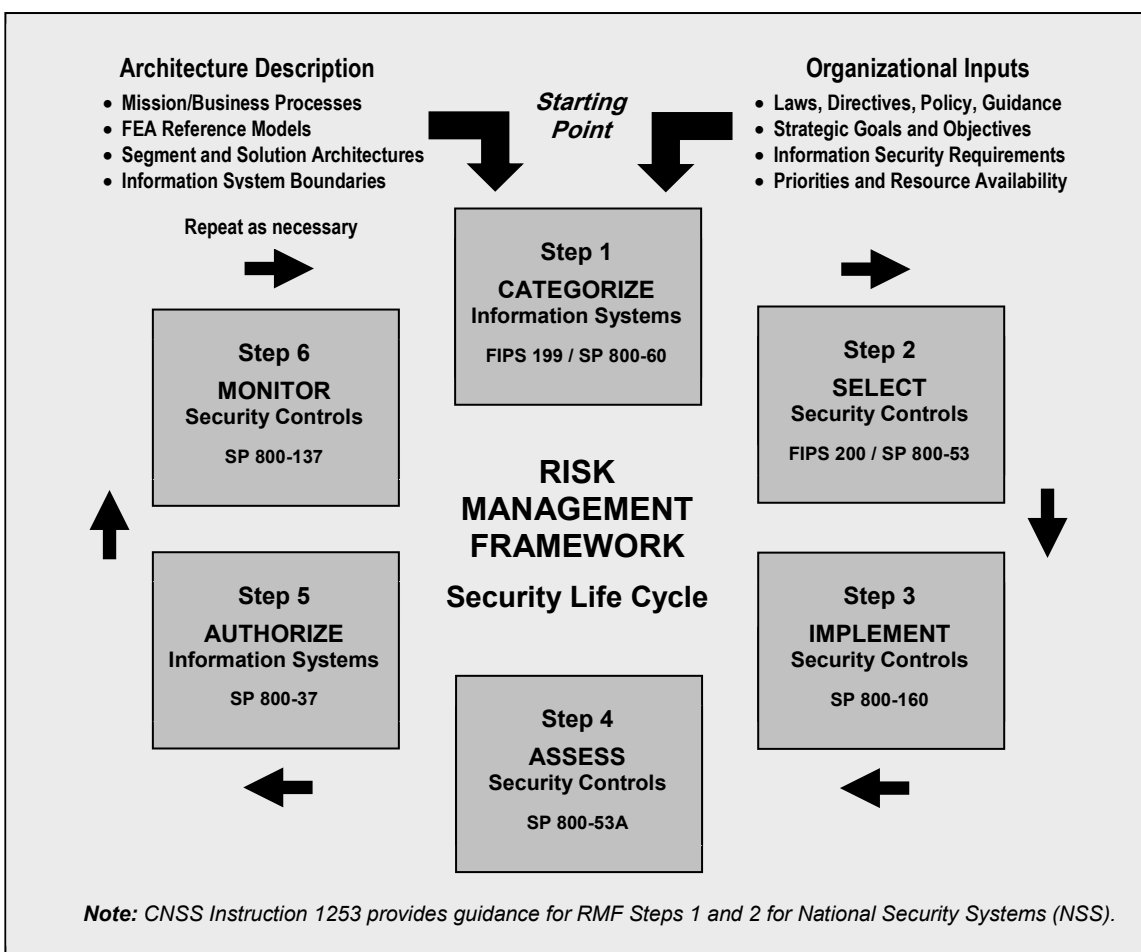 Architecture Description
• Mission/Business Processes
• FEA Reference Models
• Segment and Solution Architectures
• Information System Boundaries
Starting
Point
Organizational Inputs
• Laws, Directives, Policy, Guidance
• Strategic Goals and Objectives
• Information Security Requirements
• Priorities and Resource Availability
Repeat as necessary
Step 1
CATEGORIZE
Information Systems
FIPS 199 / SP 800-60
Step 2
SELECT
Security Controls
FIPS 200 / SP 800-53
Step 3
IMPLEMENT
Security Controls
SP 800-160
Step 4
ASSESS
Security Controls
SP 800-53A
Step 5
AUTHORIZE
Information Systems
SP 800-37
Step 6
MONITOR
Security Controls
SP 800-137
RISK
MANAGEMENT
FRAMEWORK
Security Life Cycle
Note: CNSS Instruction 1253 provides guidance for RMF Steps 1 and 2 for National Security Systems (NSS).